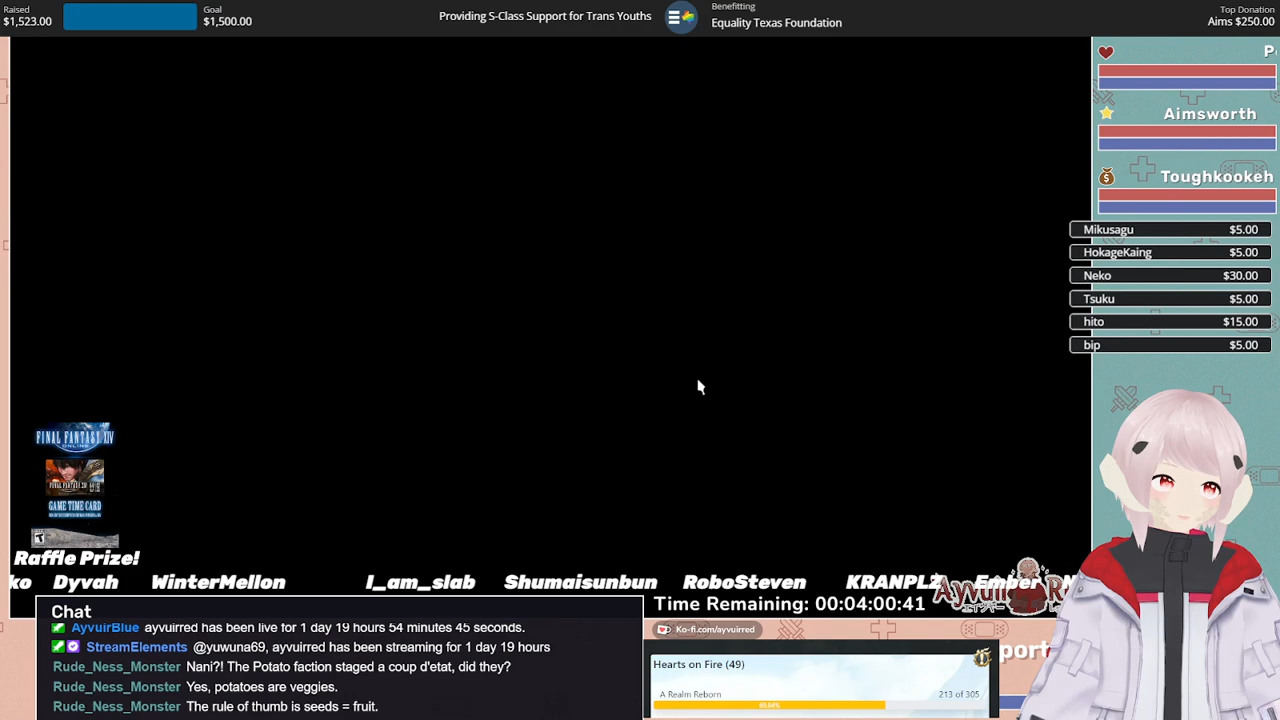 Raised
$1,523.00
Goal
$1,500.00
Providing S-Class Support for Trans Youths
Benefitting
Equality Texas Foundation
Top Donation
Aims $250.00
Aimsworth
Toughkookeh
Mikusagu $5.00
HokageKaing $5.00
Neko $30.00
Tsuku $5.00
hito $15.00
bip $5.00
FINAL FANTASY XIV
ONLINE
GAME TIME CARD
Raffle Prize!
ko Dyvah WinterMellon I_am_slab Shumaisunbun RoboSteven KRANPLZ Ember
Time Remaining: 00:04:00:41
Ko-fi.com/ayvuirred
Hearts on Fire (49)
A Realm Reborn 213 of 305
69.84%
port
Chat
AyvuirBlue ayvuirred has been live for 1 day 19 hours 54 minutes 45 seconds.
StreamElements @yuwuna69, ayvuirred has been streaming for 1 day 19 hours
Rude_Ness_Monster Nani?! The Potato faction staged a coup d'etat, did they?
Rude_Ness_Monster Yes, potatoes are veggies.
Rude_Ness_Monster The rule of thumb is seeds = fruit.